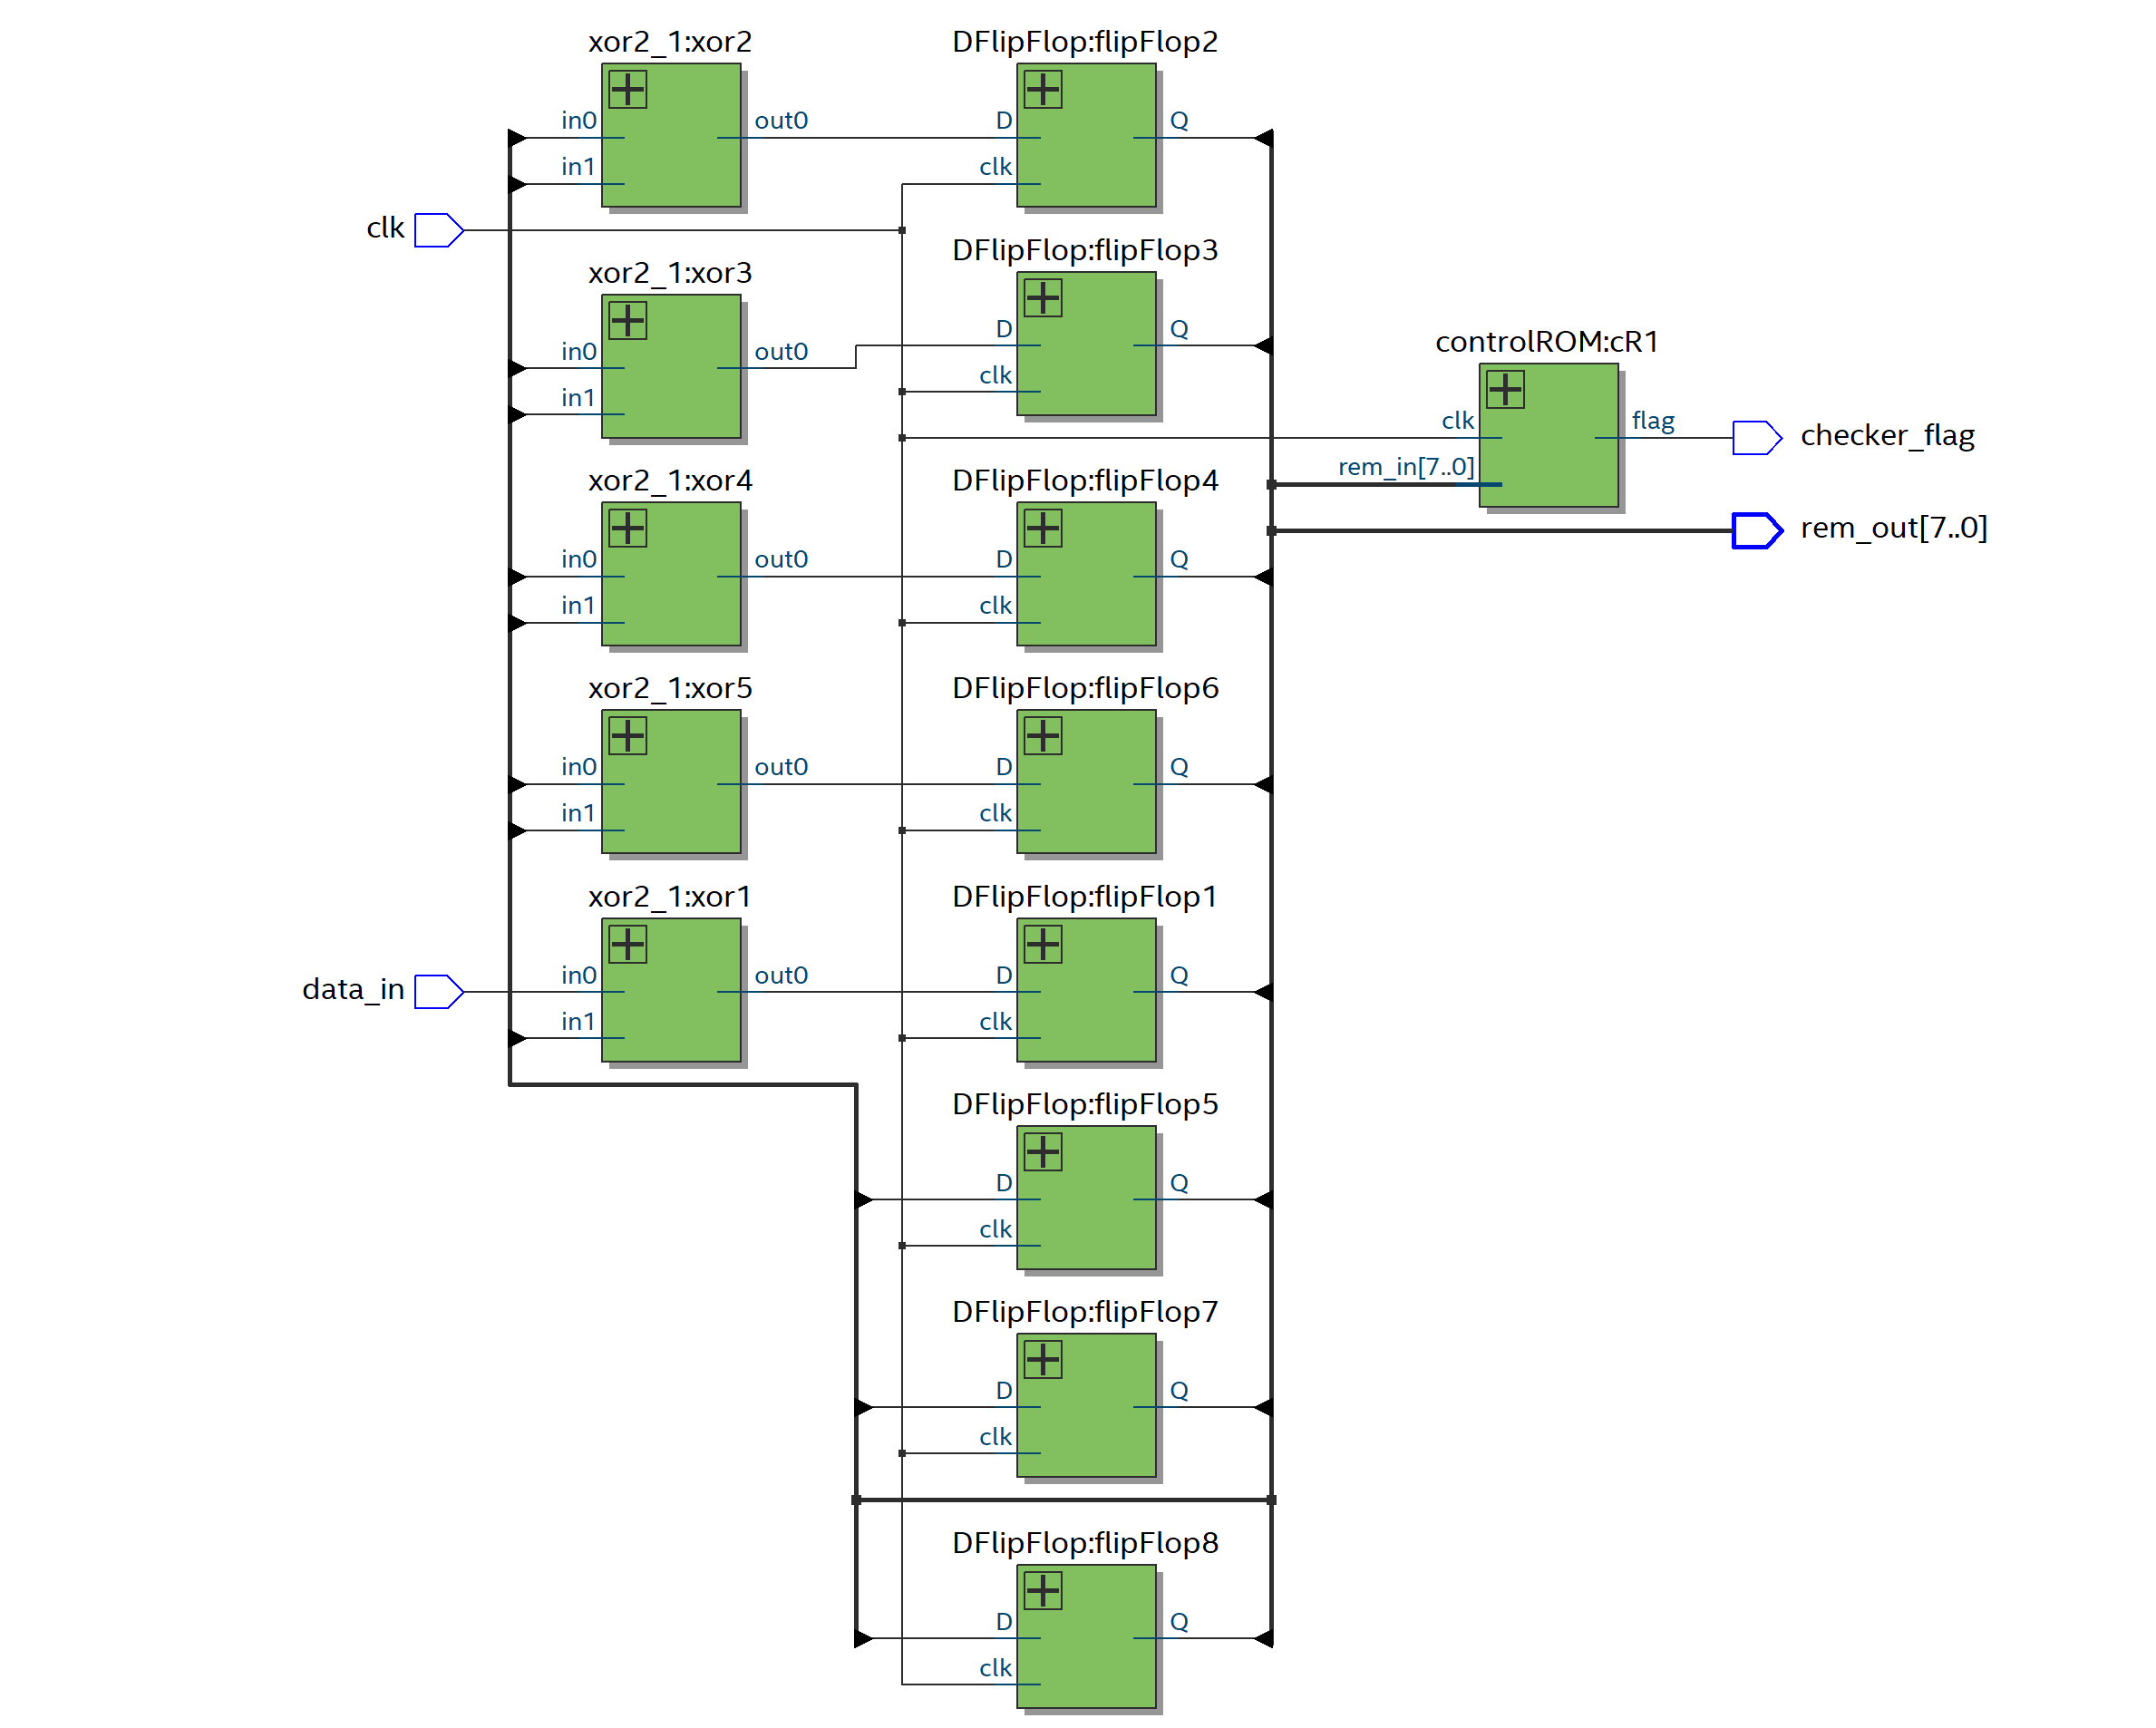 xor2_1:xor2
in0
in1
out0
DFlipFlop:flipFlop2
D
clk
Q
clk
xor2_1:xor3
in0
in1
out0
DFlipFlop:flipFlop3
D
clk
Q
controlROM:cR1
clk
rem_in[7..0]
flag
checker_flag
rem_out[7..0]
xor2_1:xor4
in0
in1
out0
DFlipFlop:flipFlop4
D
clk
Q
xor2_1:xor5
in0
in1
out0
DFlipFlop:flipFlop6
D
clk
Q
xor2_1:xor1
data_in
in0
in1
out0
DFlipFlop:flipFlop1
D
clk
Q
DFlipFlop:flipFlop5
D
clk
Q
DFlipFlop:flipFlop7
D
clk
Q
DFlipFlop:flipFlop8
D
clk
Q